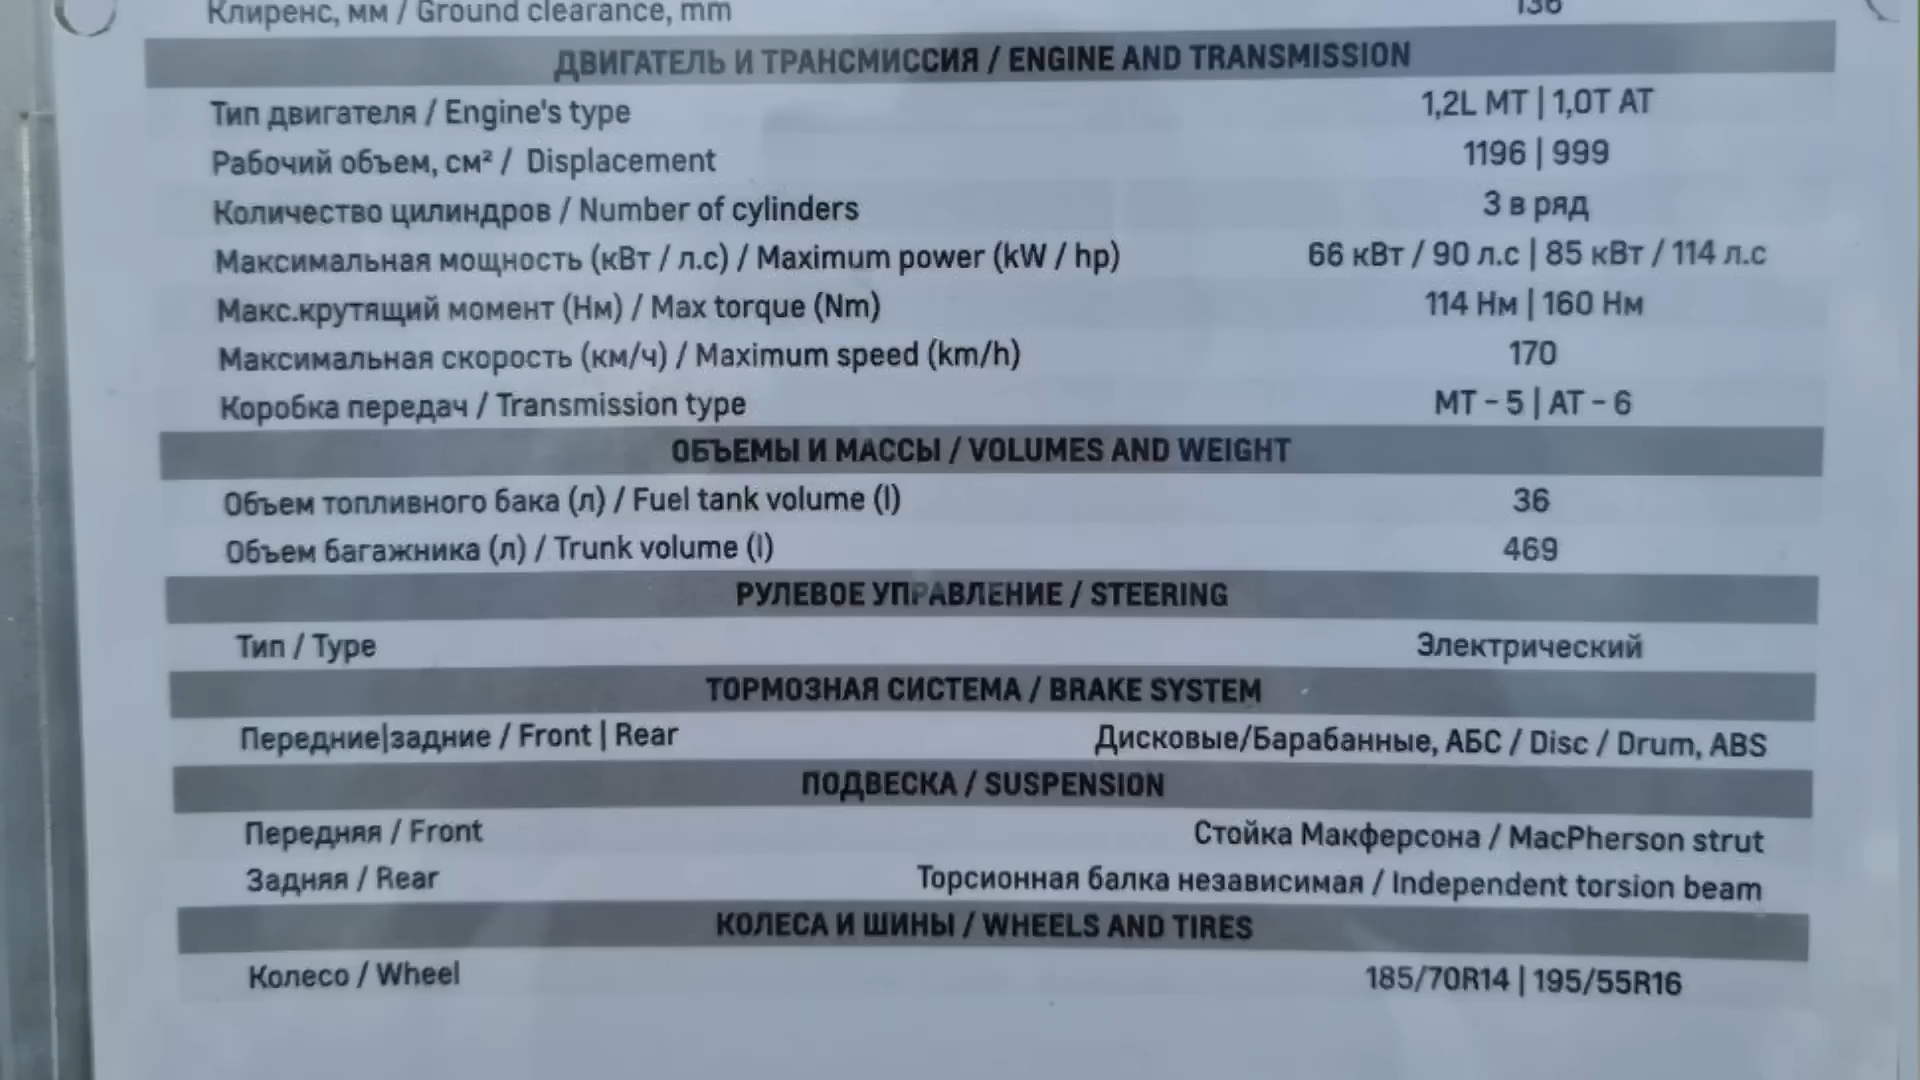 Клиренс, мм / Ground clearance, mm 136
ДВИГАТЕЛЬ И ТРАНСМИССИЯ / ENGINE AND TRANSMISSION
Тип двигателя / Engine's type 1,2L MT | 1,0T AT
Рабочий объем, см² / Displacement 1196 | 999
Количество цилиндров / Number of cylinders 3 в ряд
Максимальная мощность (кВт / л.с) / Maximum power (kW / hp) 66 кВт / 90 л.с | 85 кВт / 114 л.с
Макс.крутящий момент (Нм) / Max torque (Nm) 114 Нм | 160 Нм
Максимальная скорость (км/ч) / Maximum speed (km/h) 170
Коробка передач / Transmission type МТ - 5 | АТ - 6
ОБЪЕМЫ И МАССЫ / VOLUMES AND WEIGHT
Объем топливного бака (л) / Fuel tank volume (l) 36
Объем багажника (л) / Trunk volume (l) 469
РУЛЕВОЕ УПРАВЛЕНИЕ / STEERING
Тип / Type Электрический
ТОРМОЗНАЯ СИСТЕМА / BRAKE SYSTEM
Передние|задние / Front | Rear Дисковые/Барабанные, АБС / Disc / Drum, ABS
ПОДВЕСКА / SUSPENSION
Передняя / Front Стойка Макферсона / MacPherson strut
Задняя / Rear Торсионная балка независимая / Independent torsion beam
КОЛЕСА И ШИНЫ / WHEELS AND TIRES
Колесо / Wheel 185/70R14 | 195/55R16